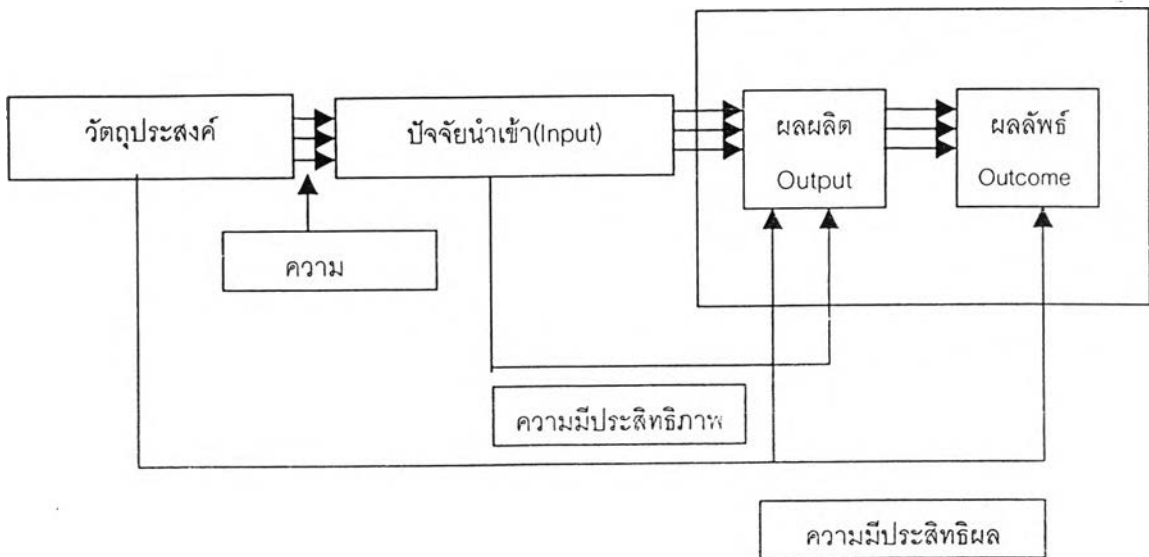 วัตถุประสงค์
ปัจจัยนำเข้า(Input)
ผลผลิต
Output
ผลลัพธ์
Outcome
ความ
ความมีประสิทธิภาพ
ความมีประสิทธิผล